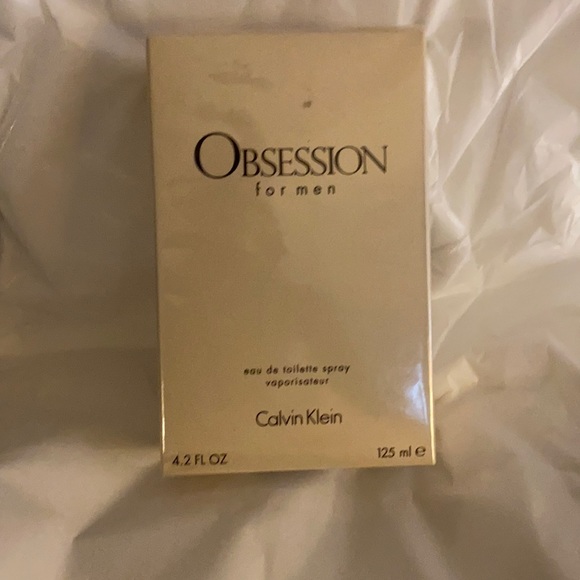 OBSESSION
for men
eau de toilette spray
vaporisateur
Calvin Klein
4.2 FL OZ 125 ml ℮